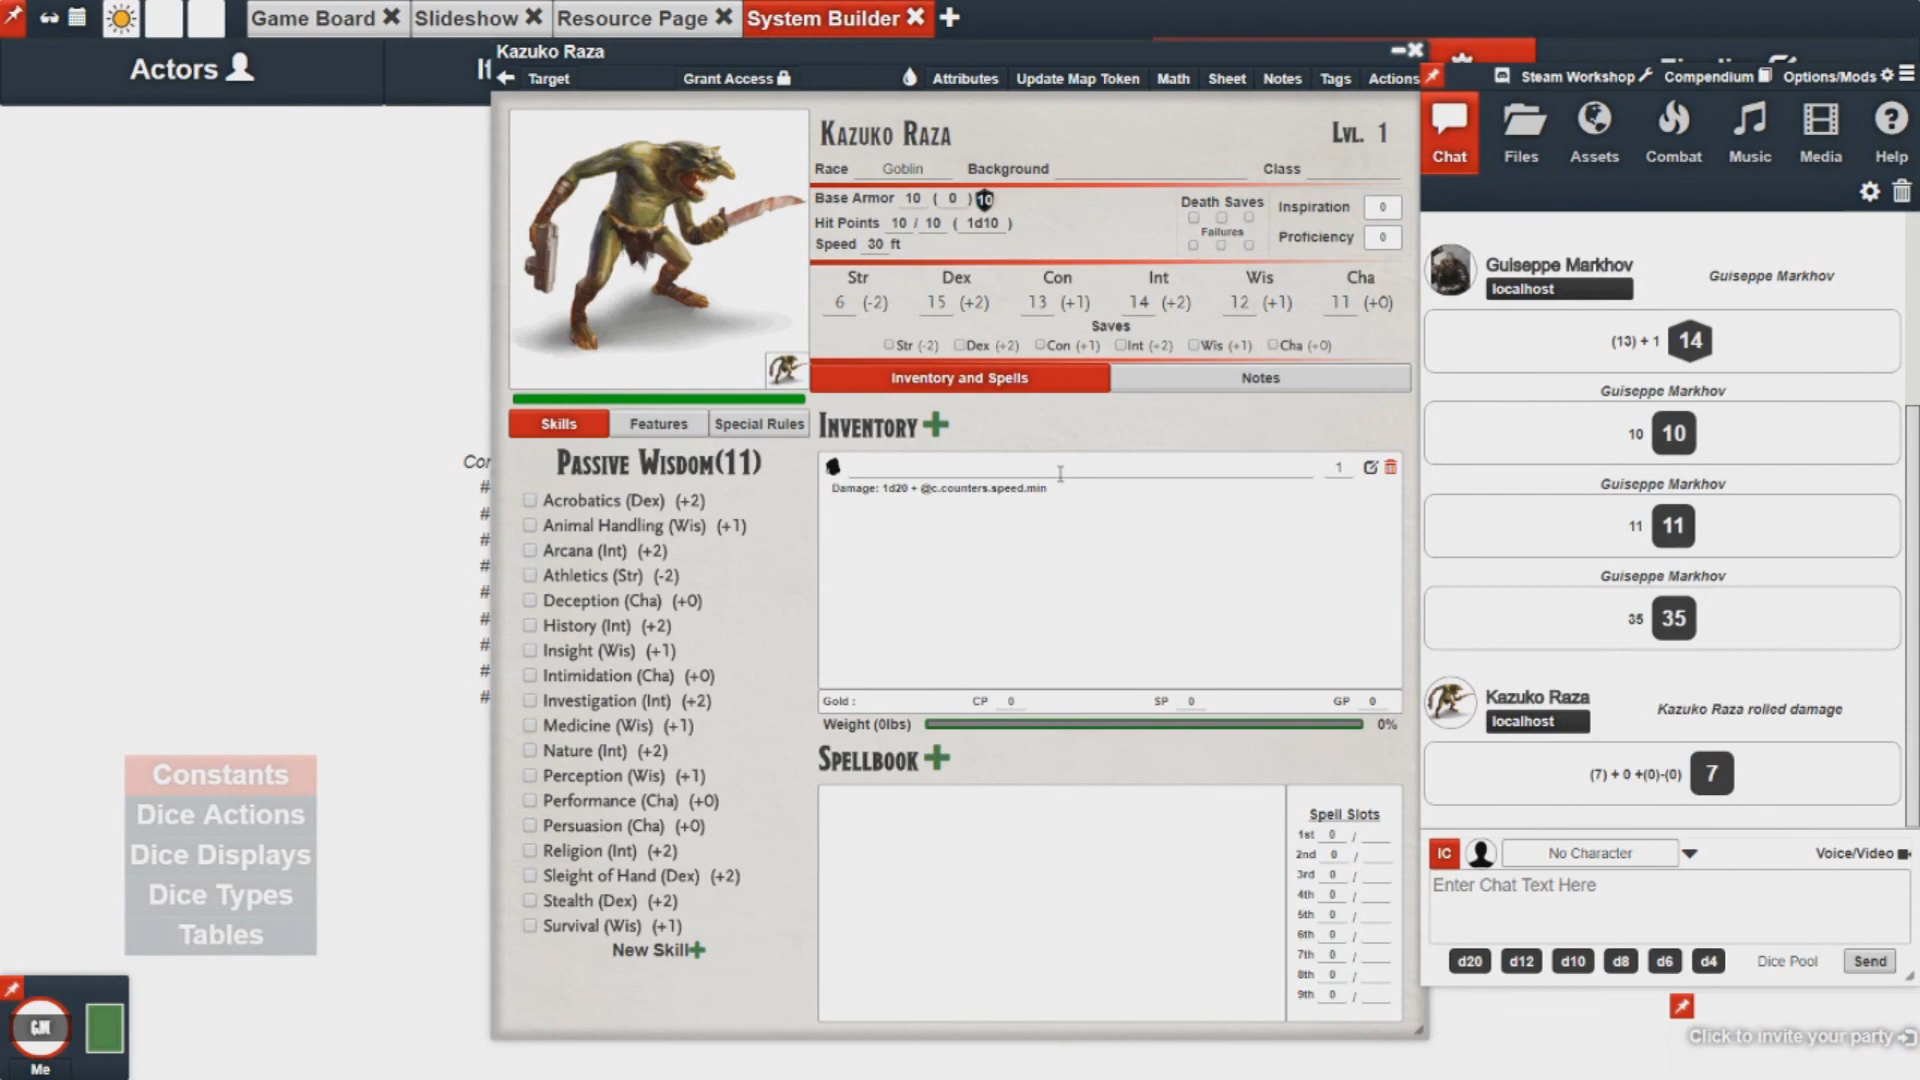 Game Board ✖ Slideshow ✖ Resource Page ✖ System Builder ✖
Actors
Kazuko Raza
Target Grant Access Attributes Update Map Token Math Sheet Notes Tags Actions
Steam Workshop Compendium Options/Mods
Chat Files Assets Combat Music Media Help
Kazuko Raza Lvl. 1
Race Goblin Background Class
Base Armor 10 ( 0 ) 10
Hit Points 10 / 10 ( 1d10 )
Speed 30 ft
Death Saves
Failures
Inspiration 0
Proficiency 0
Str Dex Con Int Wis Cha
6 (-2) 15 (+2) 13 (+1) 14 (+2) 12 (+1) 11 (+0)
Saves
Str (-2) Dex (+2) Con (+1) Int (+2) Wis (+1) Cha (+0)
Inventory and Spells Notes
Skills Features Special Rules
Passive Wisdom(11)
Acrobatics (Dex) (+2)
Animal Handling (Wis) (+1)
Arcana (Int) (+2)
Athletics (Str) (-2)
Deception (Cha) (+0)
History (Int) (+2)
Insight (Wis) (+1)
Intimidation (Cha) (+0)
Investigation (Int) (+2)
Medicine (Wis) (+1)
Nature (Int) (+2)
Perception (Wis) (+1)
Performance (Cha) (+0)
Persuasion (Cha) (+0)
Religion (Int) (+2)
Sleight of Hand (Dex) (+2)
Stealth (Dex) (+2)
Survival (Wis) (+1)
New Skill
Inventory
1
Damage: 1d20 + @c.counters.speed.min
Gold : CP 0 SP 0 GP 0
Weight (0lbs) 0%
Spellbook
Spell Slots
1st 0 /
2nd 0 /
3rd 0 /
4th 0 /
5th 0 /
6th 0 /
7th 0 /
8th 0 /
9th 0 /
Cor
#
#
#
#
#
#
#
#
#
Constants
Dice Actions
Dice Displays
Dice Types
Tables
GM
Me
Guiseppe Markhov
localhost
Guiseppe Markhov
(13) + 1 14
Guiseppe Markhov
10 10
Guiseppe Markhov
11 11
Guiseppe Markhov
35 35
Kazuko Raza
localhost
Kazuko Raza rolled damage
(7) + 0 +(0)-(0) 7
IC No Character Voice/Video
Enter Chat Text Here
d20 d12 d10 d8 d6 d4 Dice Pool Send
Click to invite your party